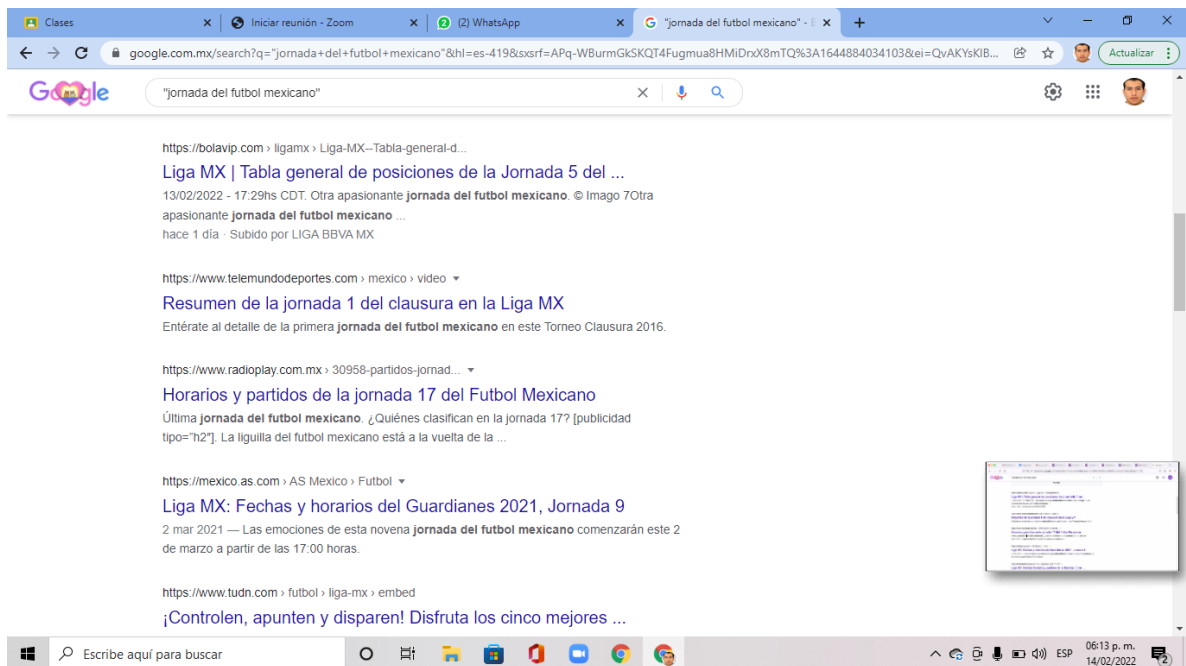 Clases
Iniciar reunión - Zoom
(2) WhatsApp
"jornada del futbol mexicano" - B
google.com.mx/search?q="jornada+del+futbol+mexicano"&hl=es-419&sxsrf=APq-WBurmGkSKQT4Fugmua8HMiDrxX8mTQ%3A1644884034103&ei=QvAKYsKIB...
Actualizar
Google
"jornada del futbol mexicano"
https://bolavip.com › ligamx › Liga-MX--Tabla-general-d...
Liga MX | Tabla general de posiciones de la Jornada 5 del ...
13/02/2022 - 17:29hs CDT. Otra apasionante jornada del futbol mexicano. © Imago 7Otra
apasionante jornada del futbol mexicano ...
hace 1 día · Subido por LIGA BBVA MX
https://www.telemundodeportes.com › mexico › video
Resumen de la jornada 1 del clausura en la Liga MX
Entérate al detalle de la primera jornada del futbol mexicano en este Torneo Clausura 2016.
https://www.radioplay.com.mx › 30958-partidos-jornad...
Horarios y partidos de la jornada 17 del Futbol Mexicano
Última jornada del futbol mexicano. ¿Quiénes clasifican en la jornada 17? [publicidad
tipo="h2"]. La liguilla del futbol mexicano está a la vuelta de la ...
https://mexico.as.com › AS Mexico › Futbol
Liga MX: Fechas y horarios del Guardianes 2021, Jornada 9
2 mar 2021 — Las emociones de esta novena jornada del futbol mexicano comenzarán este 2
de marzo a partir de las 17:00 horas.
https://www.tudn.com › futbol › liga-mx › embed
¡Controlen, apunten y disparen! Disfruta los cinco mejores ...
Escribe aquí para buscar
ESP
06:13 p. m.
14/02/2022
2